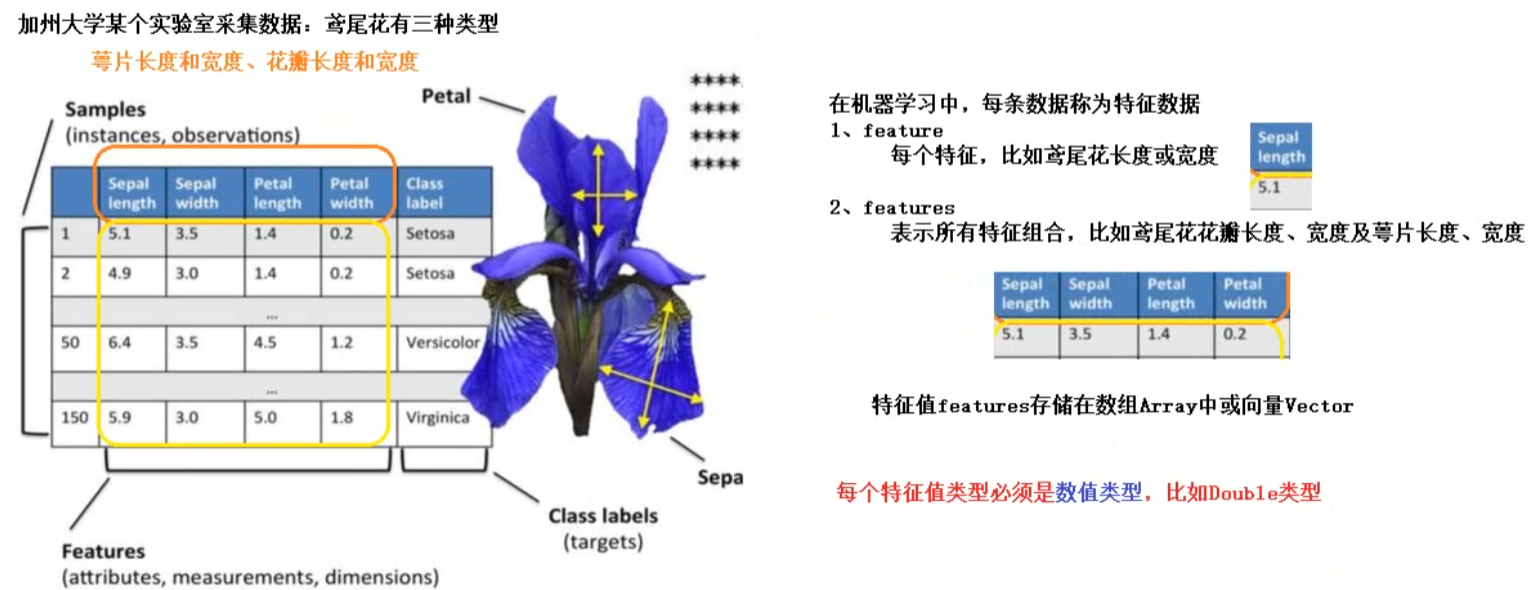 加州大学某个实验室采集数据：鸢尾花有三种类型
萼片长度和宽度、花瓣长度和宽度
Samples
(instances, observations)
Petal
****
****
****
****
Sepal length Sepal width Petal length Petal width Class label
1 5.1 3.5 1.4 0.2 Setosa
2 4.9 3.0 1.4 0.2 Setosa
...
50 6.4 3.5 4.5 1.2 Versicolor
...
150 5.9 3.0 5.0 1.8 Virginica
Sepa
Class labels
(targets)
Features
(attributes, measurements, dimensions)
在机器学习中，每条数据称为特征数据
1、feature
每个特征，比如鸢尾花长度或宽度
Sepal length
5.1
2、features
表示所有特征组合，比如鸢尾花花瓣长度、宽度及萼片长度、宽度
Sepal length Sepal width Petal length Petal width
5.1 3.5 1.4 0.2
特征值features存储在数组Array中或向量Vector
每个特征值类型必须是数值类型，比如Double类型